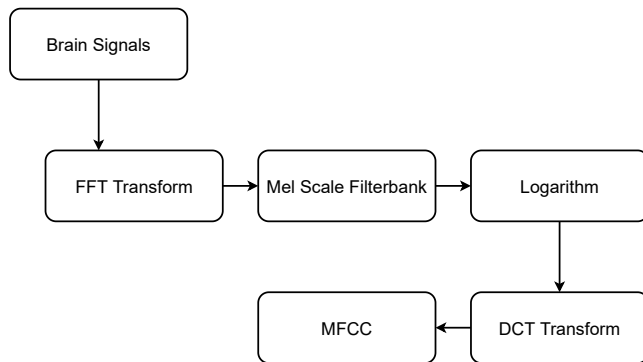 Brain Signals
FFT Transform
Mel Scale Filterbank
Logarithm
DCT Transform
MFCC